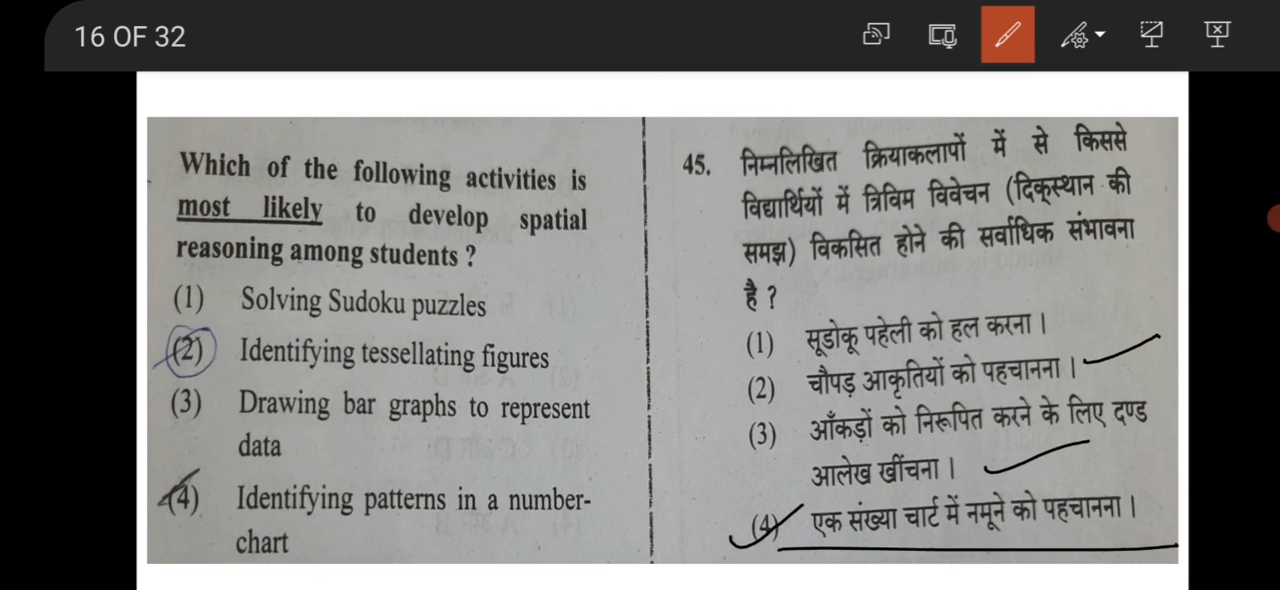 16 OF 32
Which of the following activities is
most likely to develop spatial
reasoning among students ?
(1) Solving Sudoku puzzles
(2) Identifying tessellating figures
(3) Drawing bar graphs to represent
data
(4) Identifying patterns in a number-
chart
45. निम्नलिखित क्रियाकलापों में से किससे
विद्यार्थियों में त्रिविम विवेचन (दिक्स्थान की
समझ) विकसित होने की सर्वाधिक संभावना
है ?
(1) सूडोकू पहेली को हल करना ।
(2) चौपड़ आकृतियों को पहचानना ।
(3) आँकड़ों को निरूपित करने के लिए दण्ड
आलेख खींचना ।
(4) एक संख्या चार्ट में नमूने को पहचानना ।